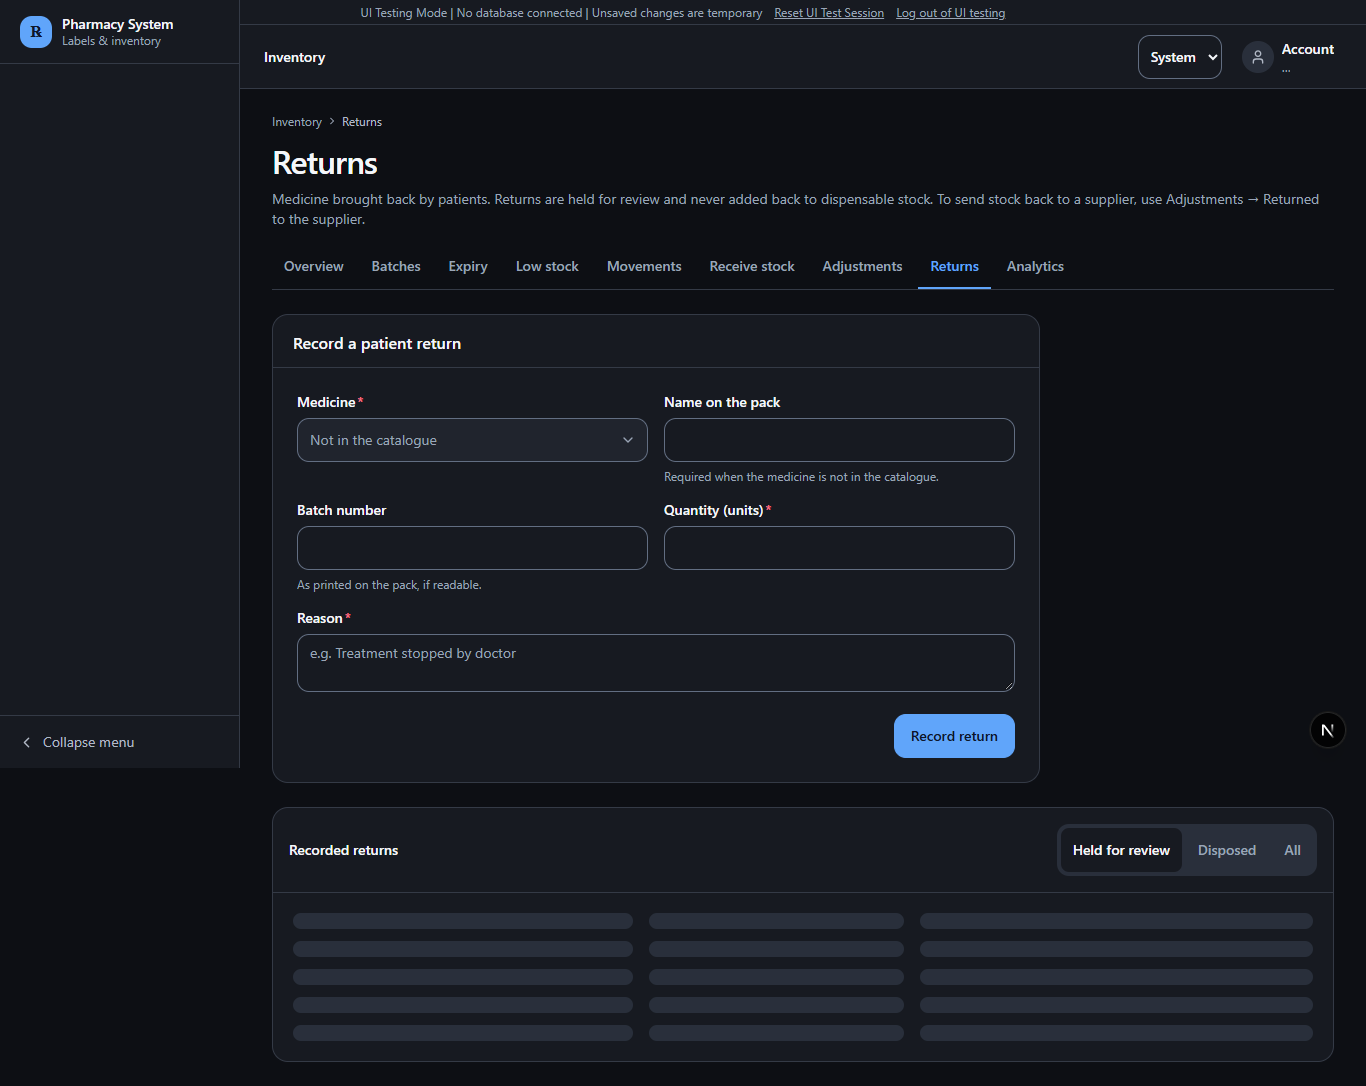 UI Testing Mode | No database connected | Unsaved changes are temporary Reset UI Test Session Log out of UI testing
℞
Pharmacy System
Labels & inventory
Inventory
System
Account
...
Inventory > Returns
Returns
Medicine brought back by patients. Returns are held for review and never added back to dispensable stock. To send stock back to a supplier, use Adjustments → Returned
to the supplier.
Overview Batches Expiry Low stock Movements Receive stock Adjustments Returns Analytics
Record a patient return
Medicine* Name on the pack
Not in the catalogue
Required when the medicine is not in the catalogue.
Batch number Quantity (units)*
As printed on the pack, if readable.
Reason*
e.g. Treatment stopped by doctor
Record return
N
Collapse menu
Recorded returns Held for review Disposed All